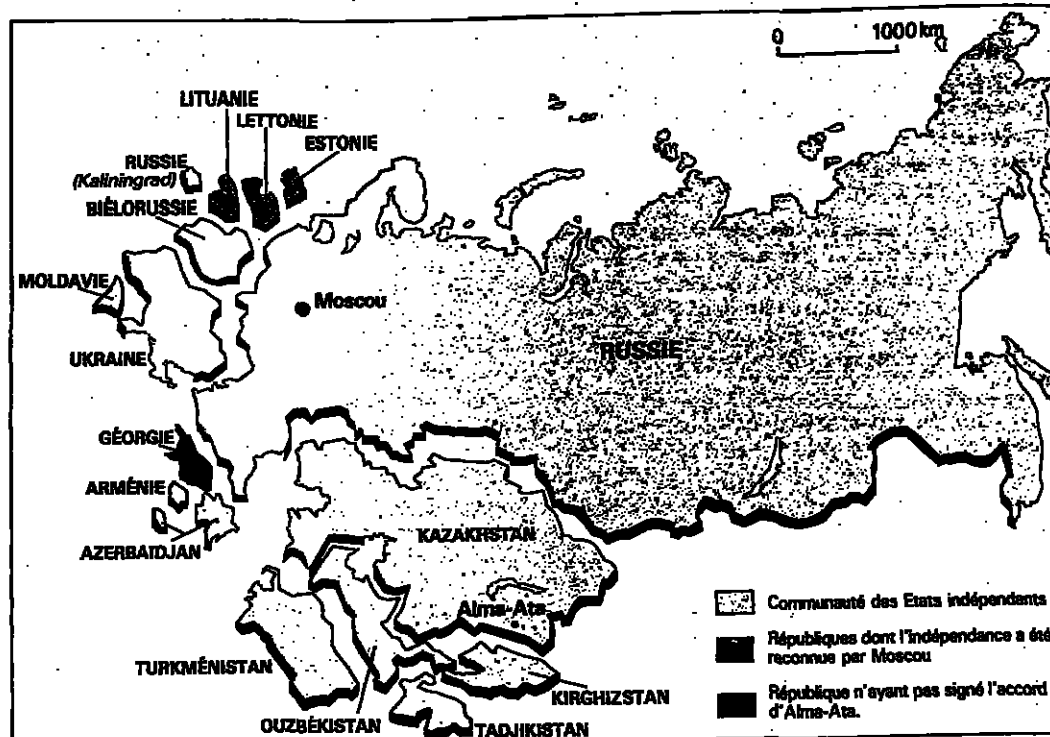 0 1000 km
LITUANIE
LETTONIE
ESTONIE
RUSSIE
(Kaliningrad)
BIÉLORUSSIE
MOLDAVIE
Moscou
UKRAINE
RUSSIE
GÉORGIE
ARMÉNIE
AZERBAÏDJAN
KAZAKHSTAN
Alma-Ata
TURKMÉNISTAN
OUZBÉKISTAN
TADJIKISTAN
KIRGHIZSTAN
Communauté des Etats indépendants
Républiques dont l'indépendance a été
reconnue par Moscou
République n'ayant pas signé l'accord
d'Alma-Ata.